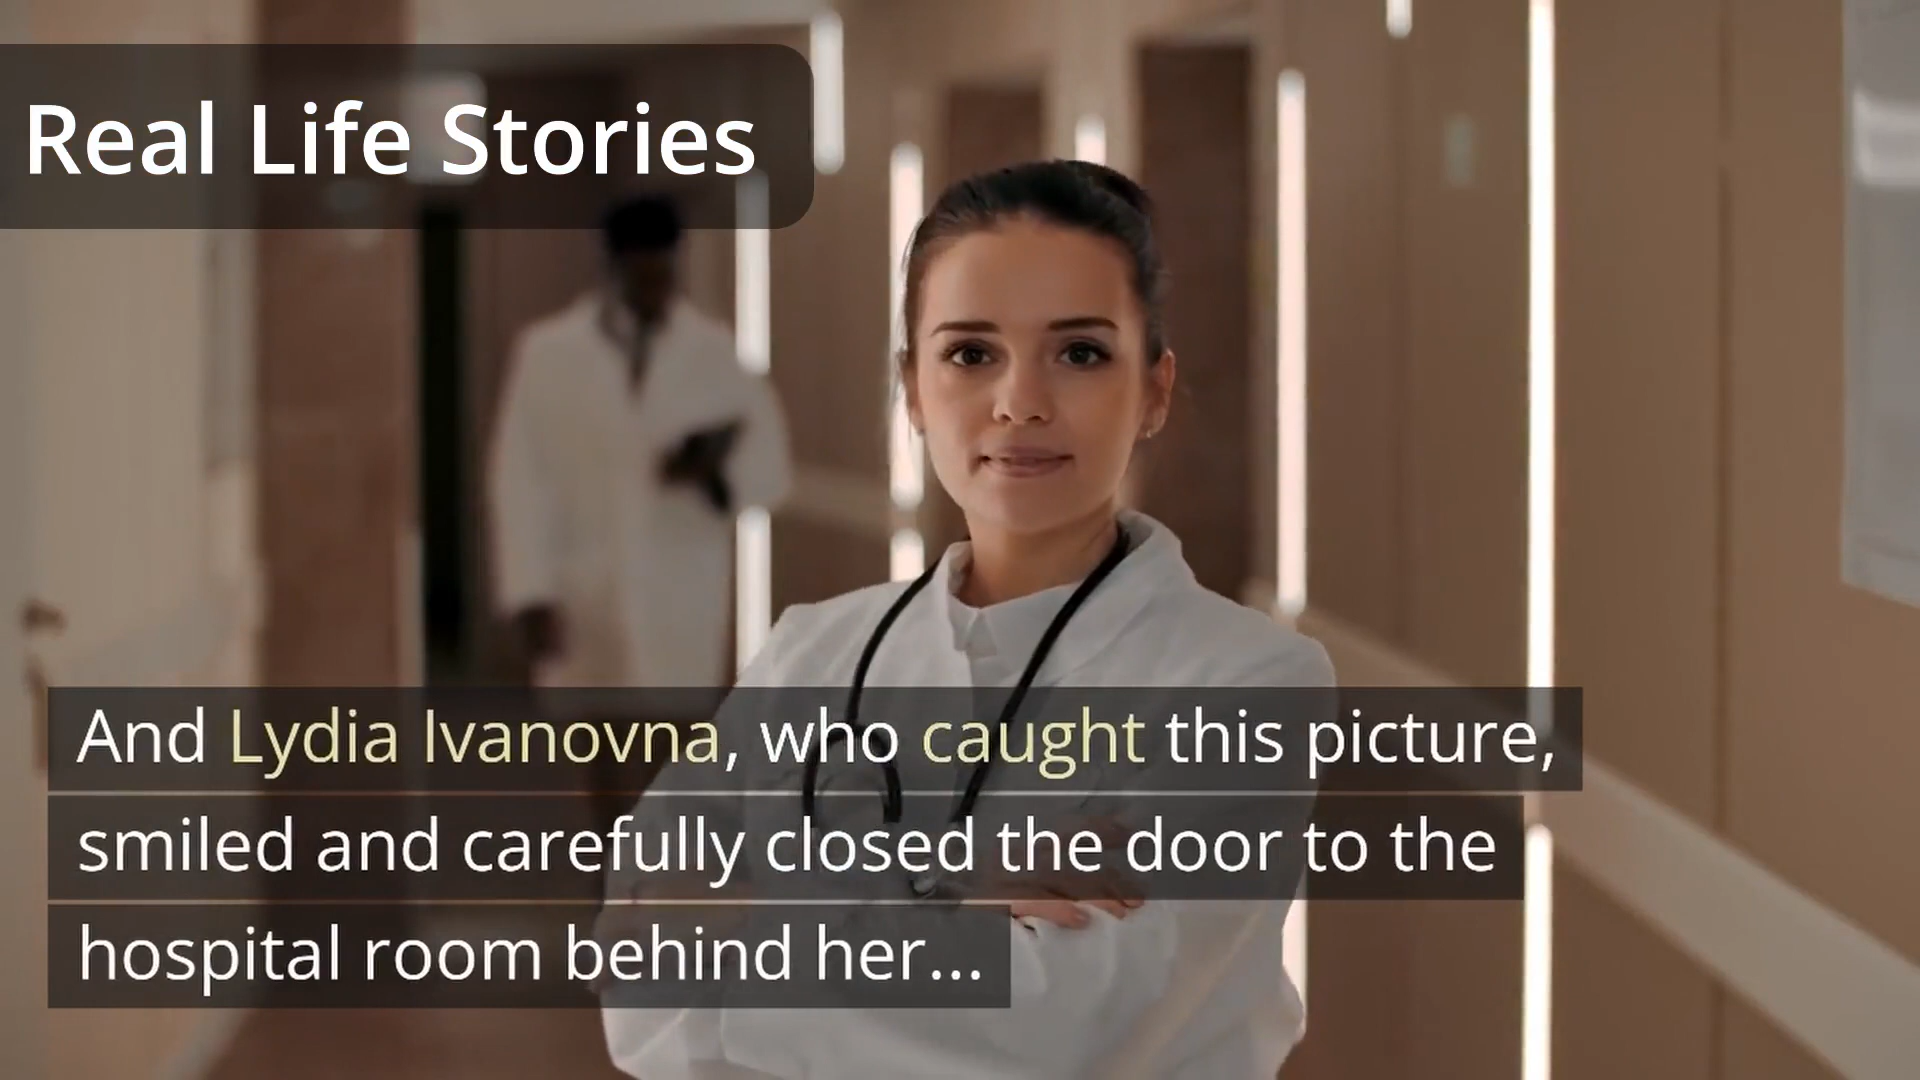 Real Life Stories
And Lydia Ivanovna, who caught this picture,
smiled and carefully closed the door to the
hospital room behind her...